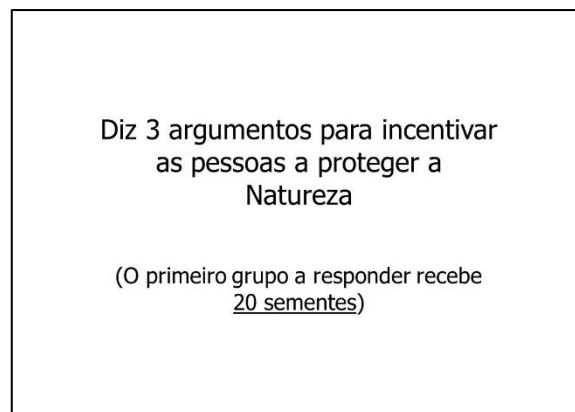 Diz 3 argumentos para incentivar
as pessoas a proteger a
Natureza
(O primeiro grupo a responder recebe
20 sementes)